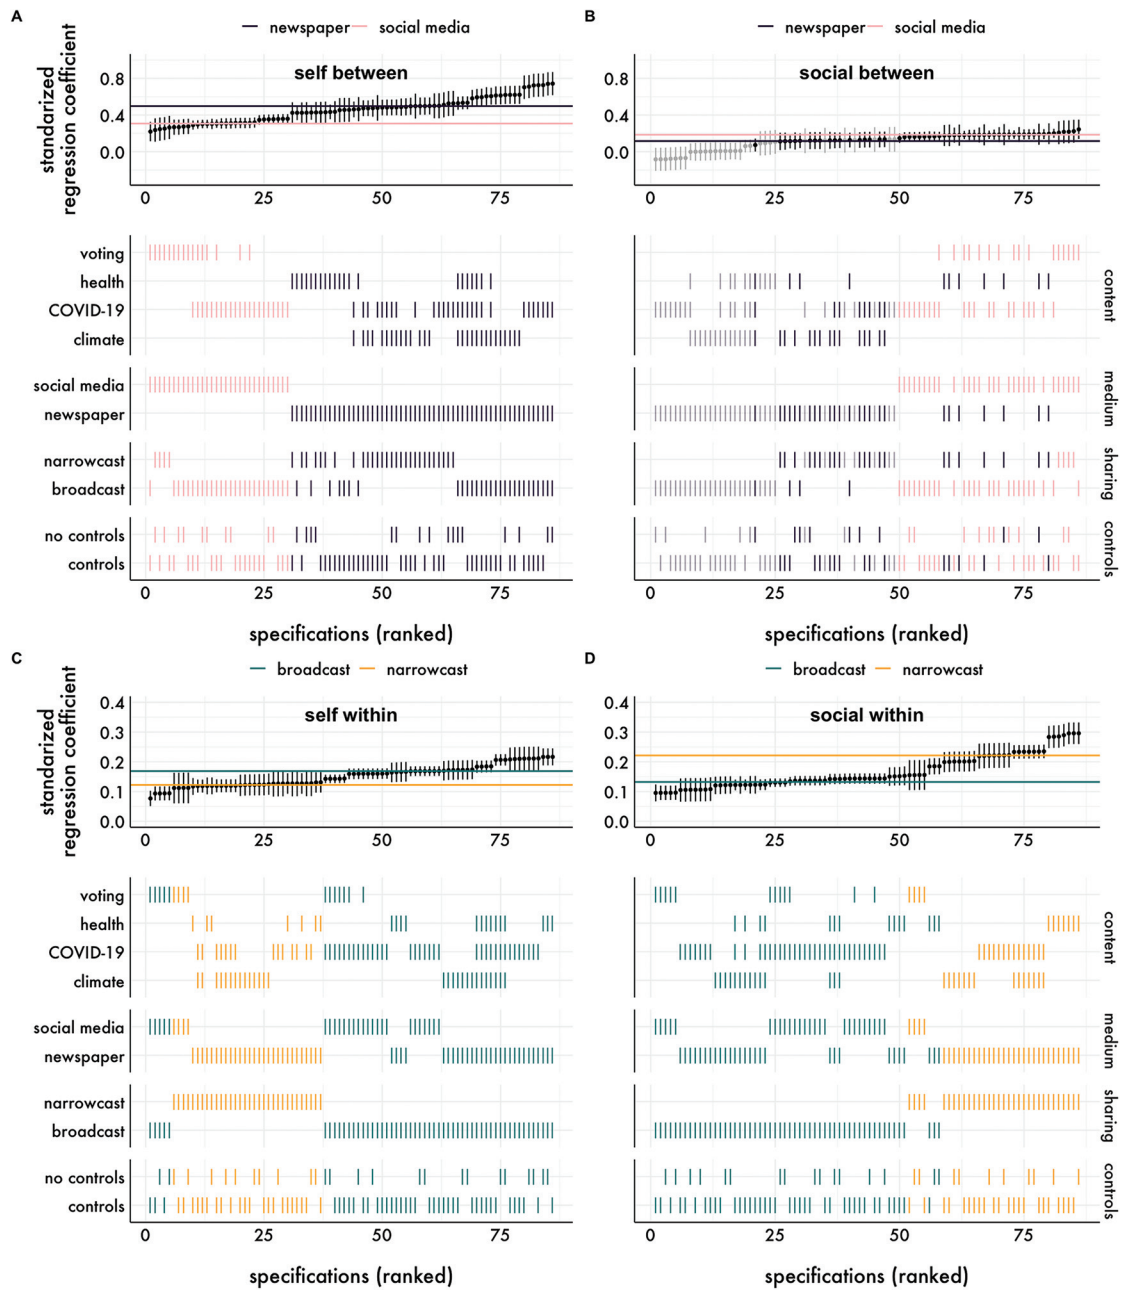 A
newspaper
social media
standarized
regression coefficient
self between
0.8
0.4
0.0
0
25
50
75
voting
health
COVID-19
climate
social media
newspaper
narrowcast
broadcast
no controls
controls
0
25
50
75
specifications (ranked)
B
newspaper
social media
social between
0.8
0.4
0.0
0
25
50
75
content
medium
sharing
controls
0
25
50
75
specifications (ranked)
C
broadcast
narrowcast
standarized
regression coefficient
self within
0.4
0.3
0.2
0.1
0.0
0
25
50
75
voting
health
COVID-19
climate
social media
newspaper
narrowcast
broadcast
no controls
controls
0
25
50
75
specifications (ranked)
D
broadcast
narrowcast
social within
0.4
0.3
0.2
0.1
0.0
0
25
50
75
content
medium
sharing
controls
0
25
50
75
specifications (ranked)